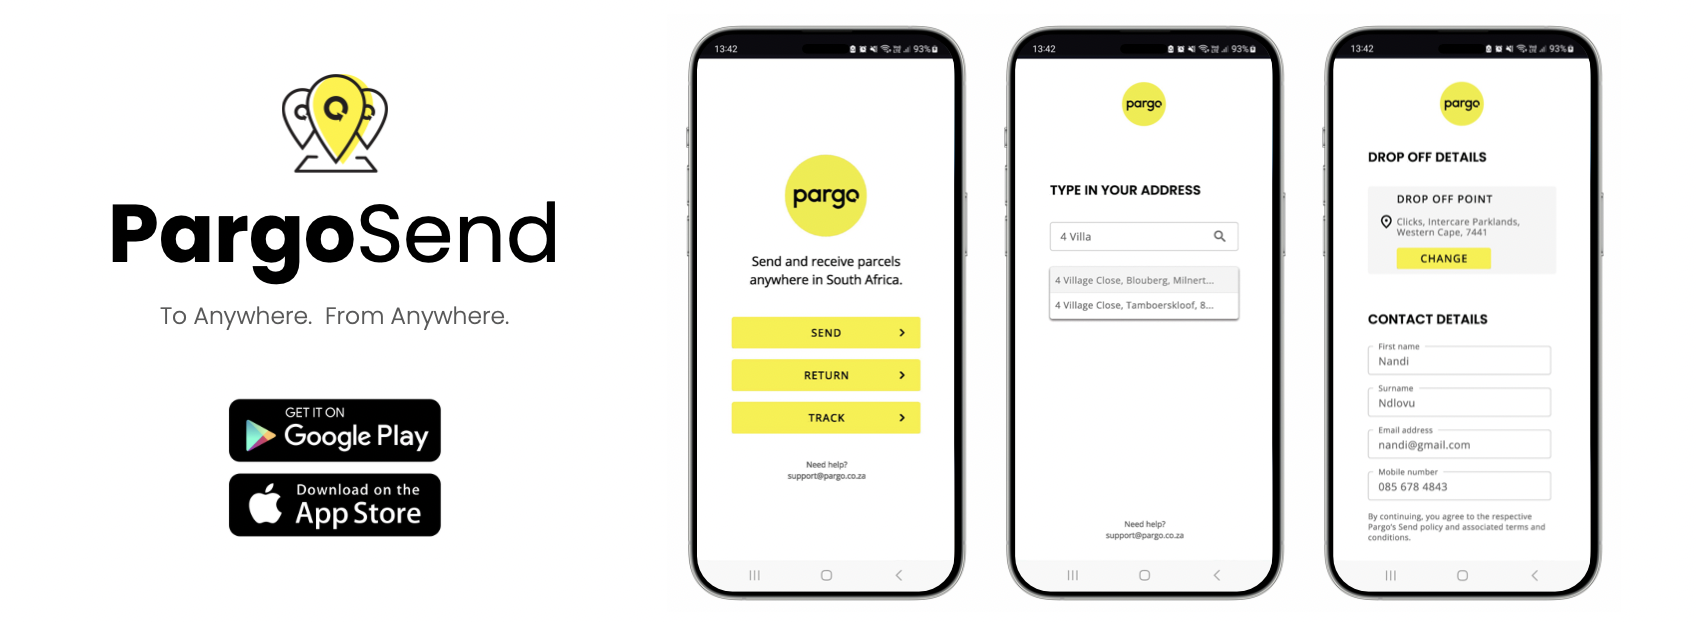 PargoSend
To Anywhere.  From Anywhere.
GET IT ON
Google Play
Download on the
App Store
13:42
93%
pargo
Send and receive parcels
anywhere in South Africa.
SEND
RETURN
TRACK
Need help?
support@pargo.co.za
13:42
93%
pargo
TYPE IN YOUR ADDRESS
4 Villa
4 Village Close, Blouberg, Milnert...
4 Village Close, Tamboerskloof, 8...
Need help?
support@pargo.co.za
13:42
93%
pargo
DROP OFF DETAILS
DROP OFF POINT
Clicks, Intercare Parklands,
Western Cape, 7441
CHANGE
CONTACT DETAILS
First name
Nandi
Surname
Ndlovu
Email address
nandi@gmail.com
Mobile number
085 678 4843
By continuing, you agree to the respective
Pargo's Send policy and associated terms and
conditions.